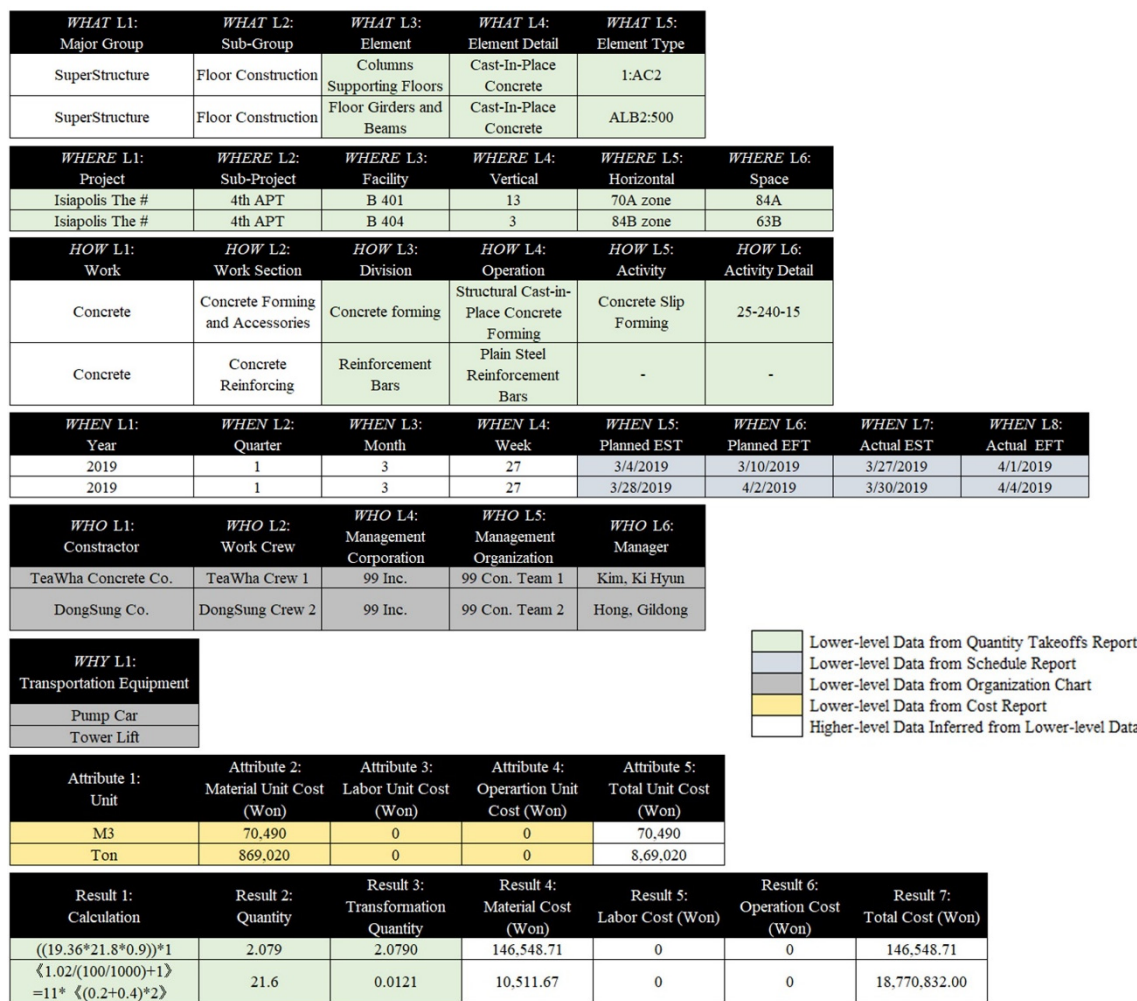 WHAT L1: WHAT L2: WHAT L3: WHAT L4: WHAT L5:
Major Group Sub-Group Element Element Detail Element Type
SuperStructure Floor Construction Columns Supporting Floors Cast-In-Place Concrete 1:AC2
SuperStructure Floor Construction Floor Girders and Beams Cast-In-Place Concrete ALB2:500
WHERE L1: WHERE L2: WHERE L3: WHERE L4: WHERE L5: WHERE L6:
Project Sub-Project Facility Vertical Horizontal Space
Isiapolis The # 4th APT B 401 13 70A zone 84A
Isiapolis The # 4th APT B 404 3 84B zone 63B
HOW L1: HOW L2: HOW L3: HOW L4: HOW L5: HOW L6:
Work Work Section Division Operation Activity Activity Detail
Concrete Concrete Forming and Accessories Concrete forming Structural Cast-in-Place Concrete Forming Concrete Slip Forming 25-240-15
Concrete Concrete Reinforcing Reinforcement Bars Plain Steel Reinforcement Bars - -
WHEN L1: WHEN L2: WHEN L3: WHEN L4: WHEN L5: WHEN L6: WHEN L7: WHEN L8:
Year Quarter Month Week Planned EST Planned EFT Actual EST Actual EFT
2019 1 3 27 3/4/2019 3/10/2019 3/27/2019 4/1/2019
2019 1 3 27 3/28/2019 4/2/2019 3/30/2019 4/4/2019
WHO L1: WHO L2: WHO L4: WHO L5: WHO L6:
Constractor Work Crew Management Corporation Management Organization Manager
TeaWha Concrete Co. TeaWha Crew 1 99 Inc. 99 Con. Team 1 Kim, Ki Hyun
DongSung Co. DongSung Crew 2 99 Inc. 99 Con. Team 2 Hong, Gildong
WHY L1:
Transportation Equipment
Pump Car
Tower Lift
Lower-level Data from Quantity Takeoffs Report
Lower-level Data from Schedule Report
Lower-level Data from Organization Chart
Lower-level Data from Cost Report
Higher-level Data Inferred from Lower-level Data
Attribute 1: Attribute 2: Attribute 3: Attribute 4: Attribute 5:
Unit Material Unit Cost (Won) Labor Unit Cost (Won) Operartion Unit Cost (Won) Total Unit Cost (Won)
M3 70,490 0 0 70,490
Ton 869,020 0 0 8,69,020
Result 1: Result 2: Result 3: Result 4: Result 5: Result 6: Result 7:
Calculation Quantity Transformation Quantity Material Cost (Won) Labor Cost (Won) Operation Cost (Won) Total Cost (Won)
((19.36*21.8*0.9))*1 2.079 2.0790 146,548.71 0 0 146,548.71
《1.02/(100/1000)+1》 =11* 《(0.2+0.4)*2》 21.6 0.0121 10,511.67 0 0 18,770,832.00